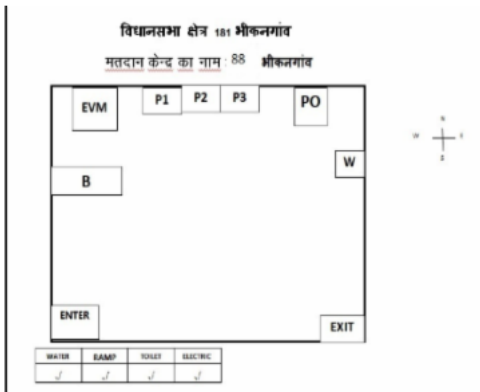 विधानसभा क्षेत्र 181 भीकनगांव
मतदान केन्द का नाम : 88 भीकनगांव
EVM P1 P2 P3 PO
W
B
ENTER
EXIT
WATER RAMP TOILET ELECTRIC
√ √ √ √
N
W E
S